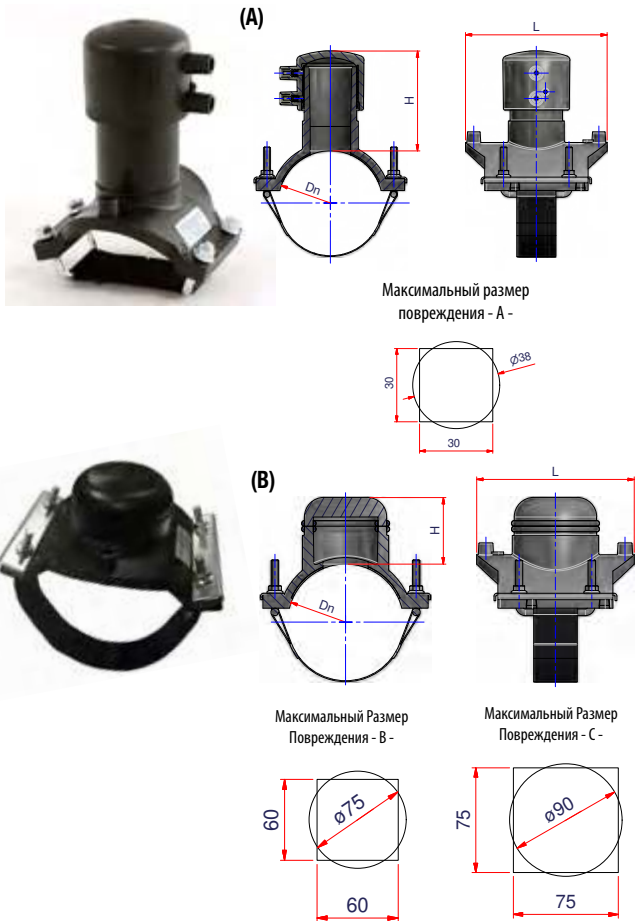 (A)
L
H
Dn
Максимальный размер
повреждения - A -
30
Ø38
30
(B)
L
H
Dn
Максимальный Размер
Повреждения - B -
Максимальный Размер
Повреждения - C -
60
ø75
60
75
ø90
75